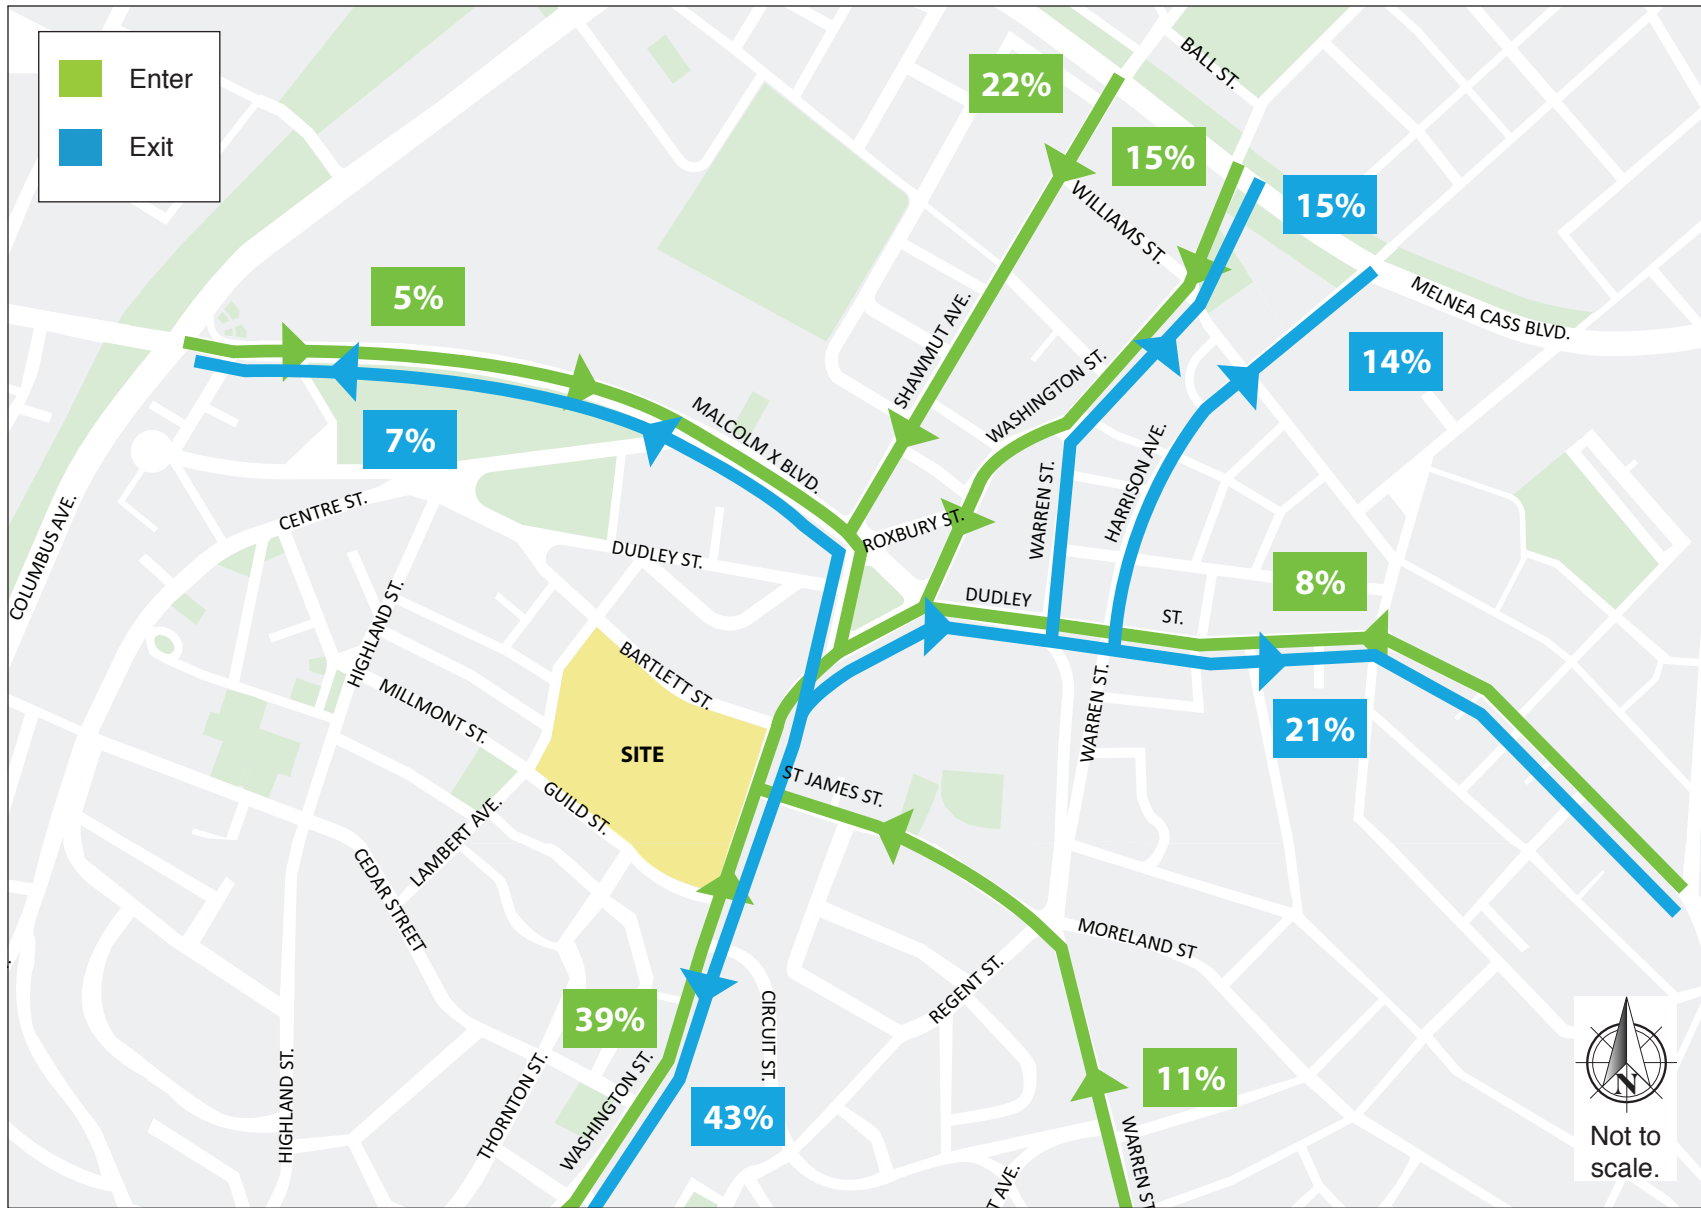 Enter
Exit
22%
BALL ST.
15%
15%
WILLIAMS ST.
5%
MELNEA CASS BLVD.
SHAWMUT AVE.
14%
WASHINGTON ST.
7%
MALCOLM X BLVD.
HARRISON AVE.
CENTRE ST.
WARREN ST.
ROXBURY ST.
COLUMBUS AVE.
DUDLEY ST.
8%
DUDLEY
ST.
HIGHLAND ST.
BARTLETT ST.
MILLMONT ST.
WARREN ST.
21%
SITE
ST JAMES ST.
GUILD ST.
LAMBERT AVE.
CEDAR STREET
MORELAND ST
REGENT ST.
39%
CIRCUIT ST.
11%
HIGHLAND ST.
THORNTON ST.
WASHINGTON ST.
43%
WARREN ST
T AVE.
N
Not to
scale.